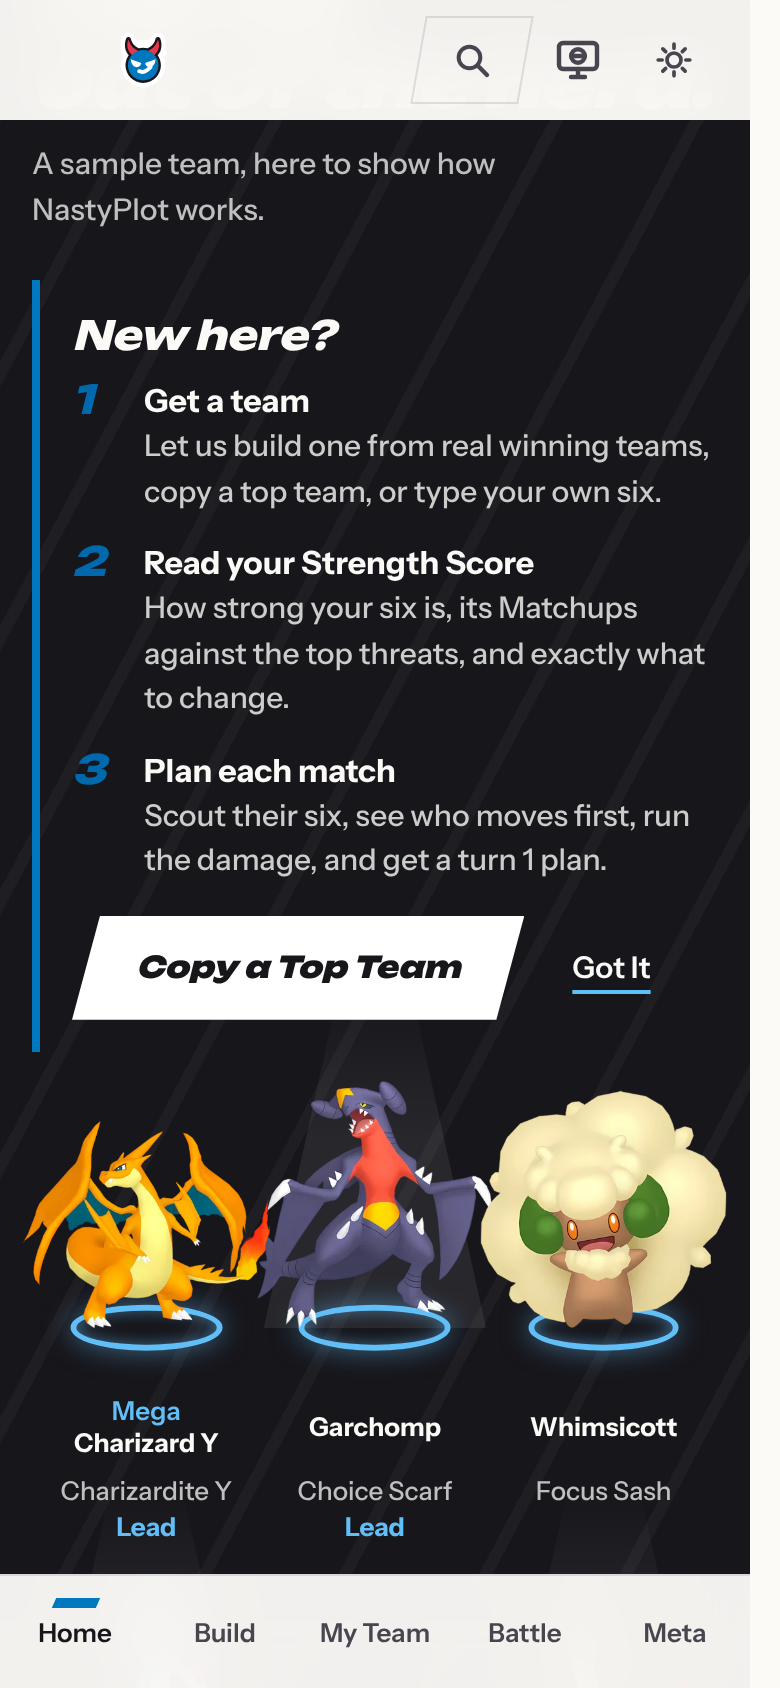 A sample team, here to show how
NastyPlot works.
New here?
1 Get a team
Let us build one from real winning teams,
copy a top team, or type your own six.
2 Read your Strength Score
How strong your six is, its Matchups
against the top threats, and exactly what
to change.
3 Plan each match
Scout their six, see who moves first, run
the damage, and get a turn 1 plan.
Copy a Top Team
Got It
Mega
Charizard Y
Garchomp
Whimsicott
Charizardite Y
Choice Scarf
Focus Sash
Lead
Lead
Home
Build
My Team
Battle
Meta